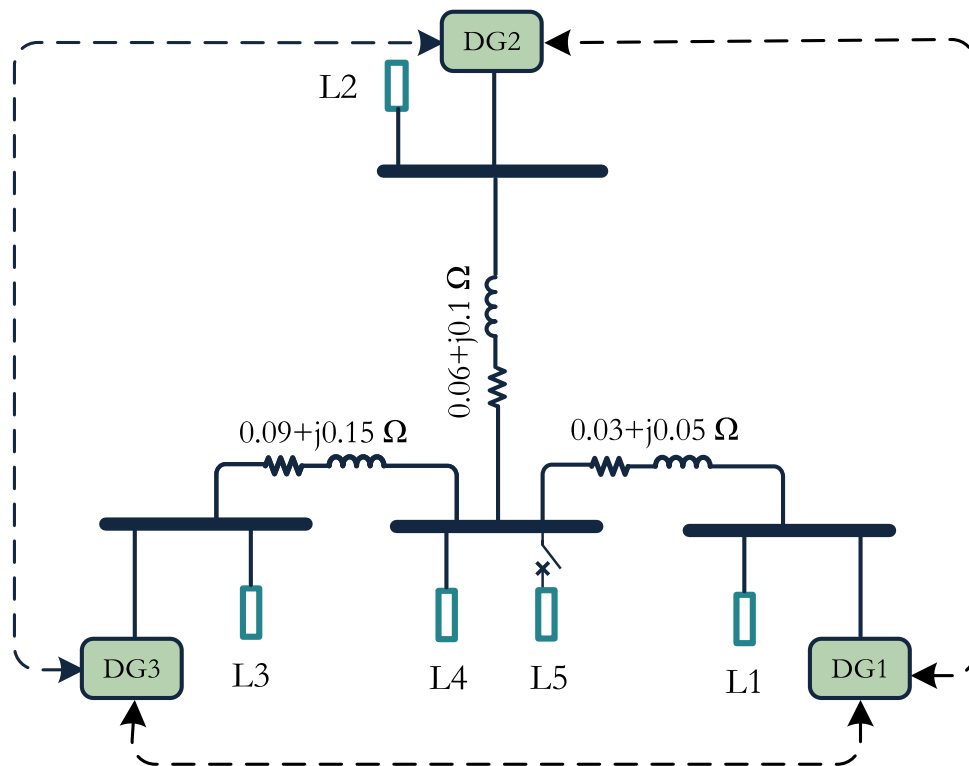 DG2
L2
0.06+j0.1 Ω
0.09+j0.15 Ω
0.03+j0.05 Ω
DG3
L3
L4
L5
L1
DG1